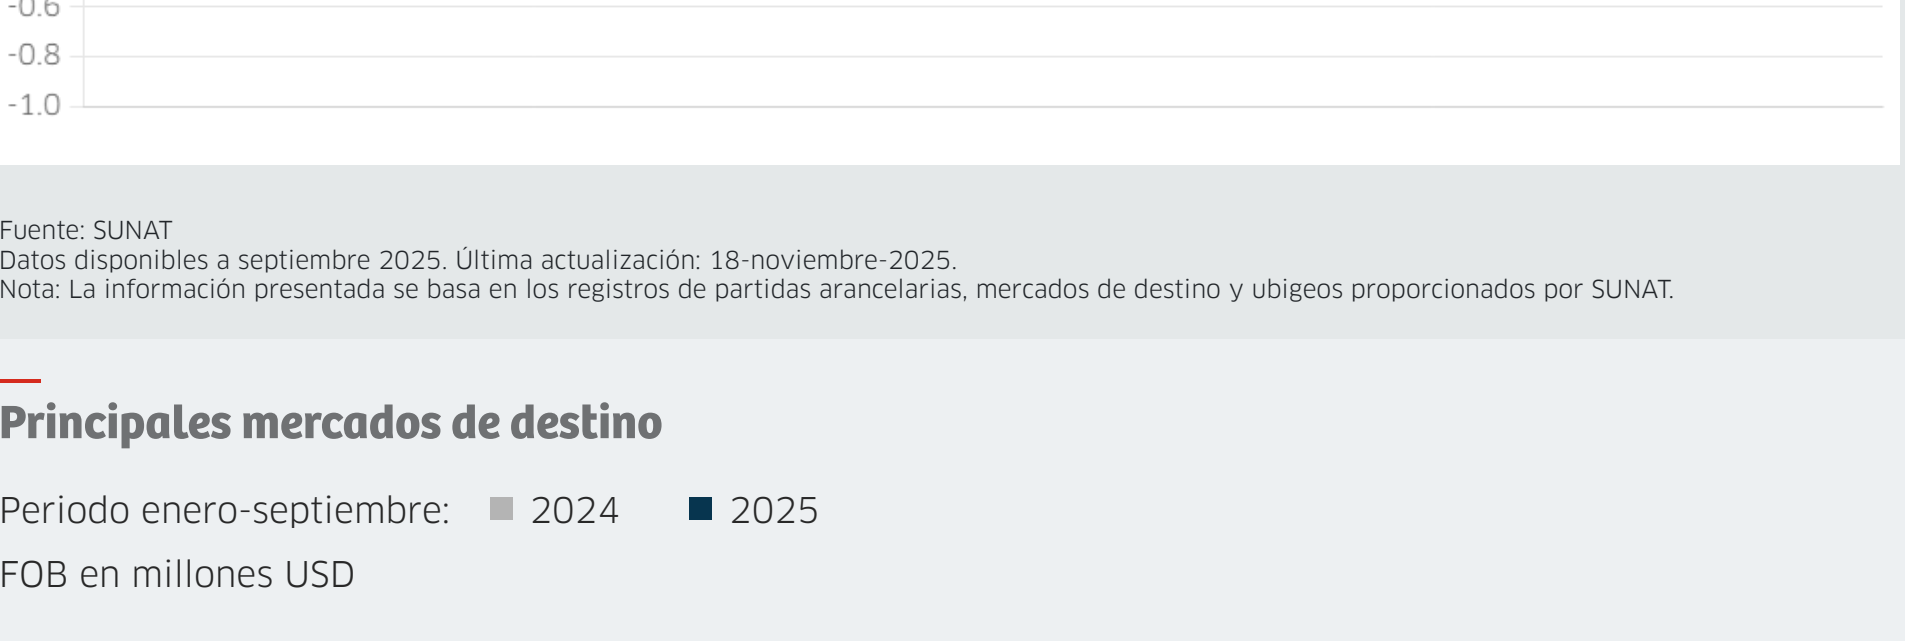 -0.6
-0.8
-1.0
Fuente: SUNAT
Datos disponibles a septiembre 2025. Última actualización: 18-noviembre-2025.
Nota: La información presentada se basa en los registros de partidas arancelarias, mercados de destino y ubigeos proporcionados por SUNAT.
Principales mercados de destino
Periodo enero-septiembre: 2024 2025
FOB en millones USD